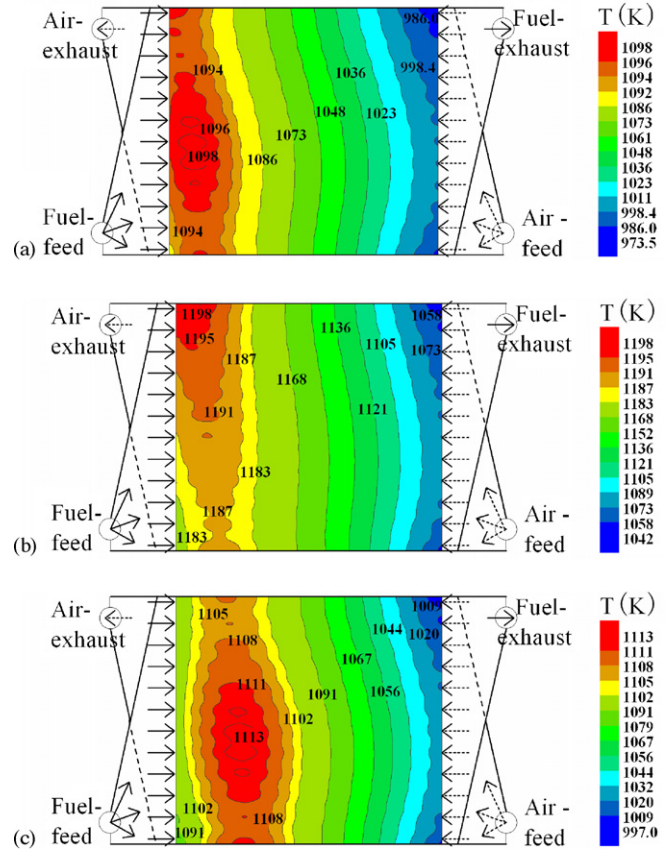 Air-
exhaust
986.0
Fuel-
exhaust
T (K)
1094
1036
998.4
1048
1023
1096
1073
1098
1086
Fuel-
feed
1094
Air -
feed
(a)
1098
1096
1094
1092
1086
1073
1061
1048
1036
1023
1011
998.4
986.0
973.5
Air-
exhaust
1198
1058
Fuel-
exhaust
T (K)
1195
1136
1105
1073
1187
1168
1191
1121
1183
Fuel-
feed
1187
1183
Air -
feed
(b)
1198
1195
1191
1187
1183
1168
1152
1136
1121
1105
1089
1073
1058
1042
Air-
exhaust
1105
1009
Fuel-
exhaust
T (K)
1044
1020
1108
1067
1111
1091
1056
1102
1113
Fuel-
feed
1102
1108
1091
Air -
feed
(c)
1113
1111
1108
1105
1102
1091
1079
1067
1056
1044
1032
1020
1009
997.0